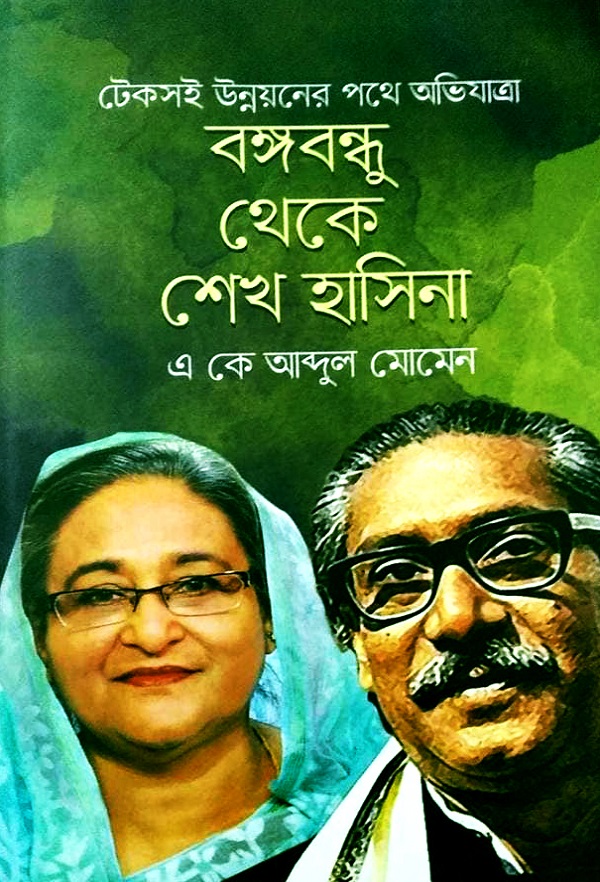 টেকসই উন্নয়নের পথে অভিযাত্রা
বঙ্গবন্ধু
থেকে
শেখ হাসিনা
এ কে আব্দুল মোমেন